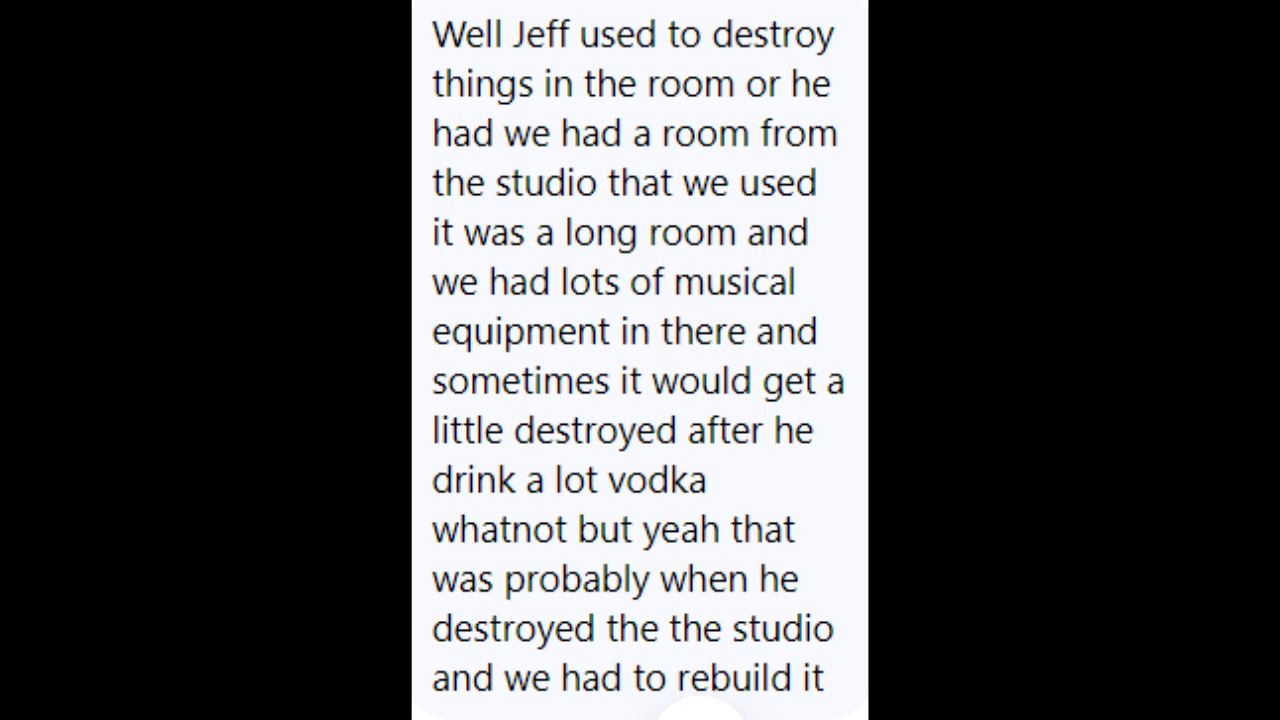 Well Jeff used to destroy
things in the room or he
had we had a room from
the studio that we used
it was a long room and
we had lots of musical
equipment in there and
sometimes it would get a
little destroyed after he
drink a lot vodka
whatnot but yeah that
was probably when he
destroyed the the studio
and we had to rebuild it